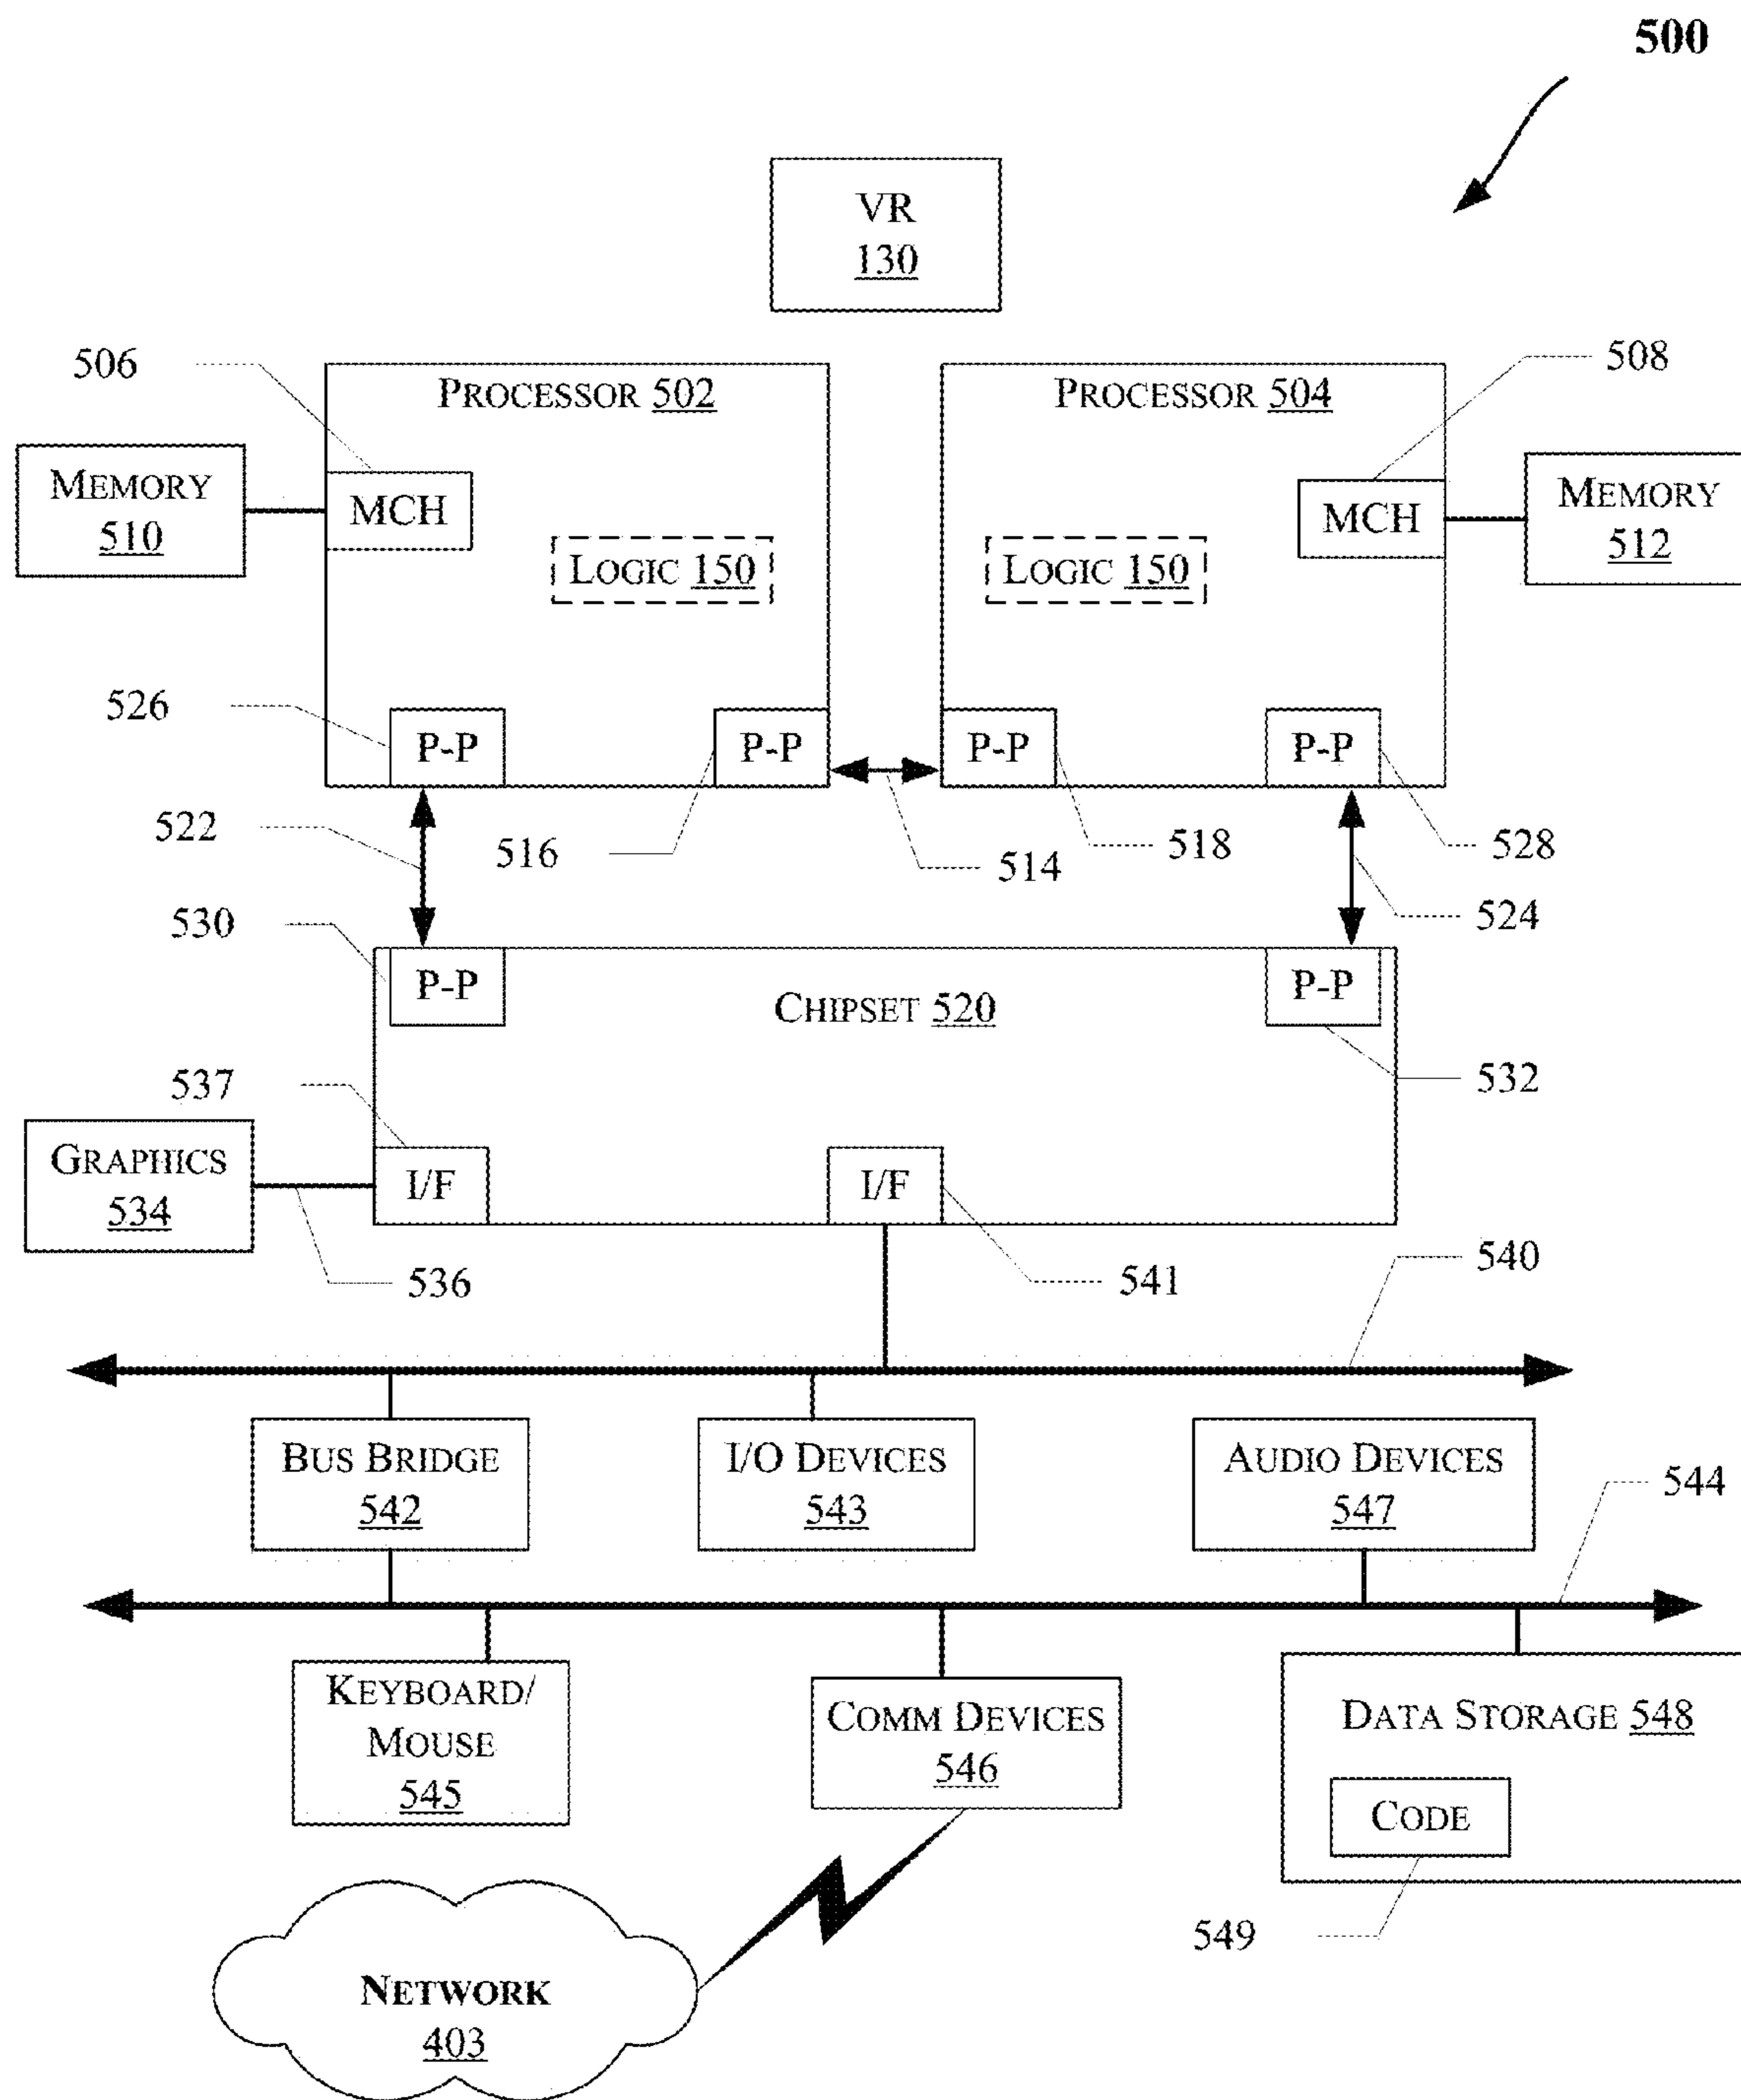 500
VR
130
506
PROCESSOR 502
PROCESSOR 504
508
MEMORY
510
MCH
MCH
MEMORY
512
LOGIC 150
LOGIC 150
526
P-P
P-P
P-P
P-P
522
516
514
518
528
524
530
P-P
CHIPSET 520
P-P
532
537
GRAPHICS
534
I/F
I/F
536
541
540
BUS BRIDGE
542
I/O DEVICES
543
AUDIO DEVICES
547
544
KEYBOARD/
MOUSE
545
COMM DEVICES
546
DATA STORAGE 548
CODE
549
NETWORK
403